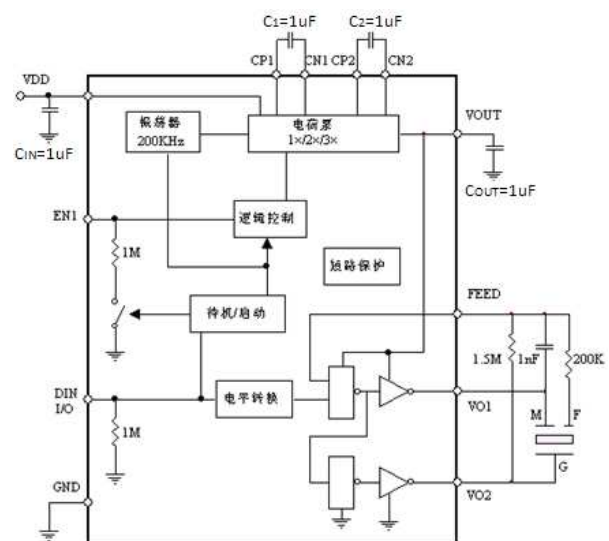 C1=1uF
C2=1uF
CP1
CN1
CP2
CN2
VDD
VOUT
振荡器
200KHz
电荷泵
1×/2×/3×
CIN=1uF
COUT=1uF
EN1
逻辑控制
1M
短路保护
FEED
待机/启动
1.5M
1nF
200K
DIN
I/O
电平转换
VO1
M
F
1M
G
GND
VO2